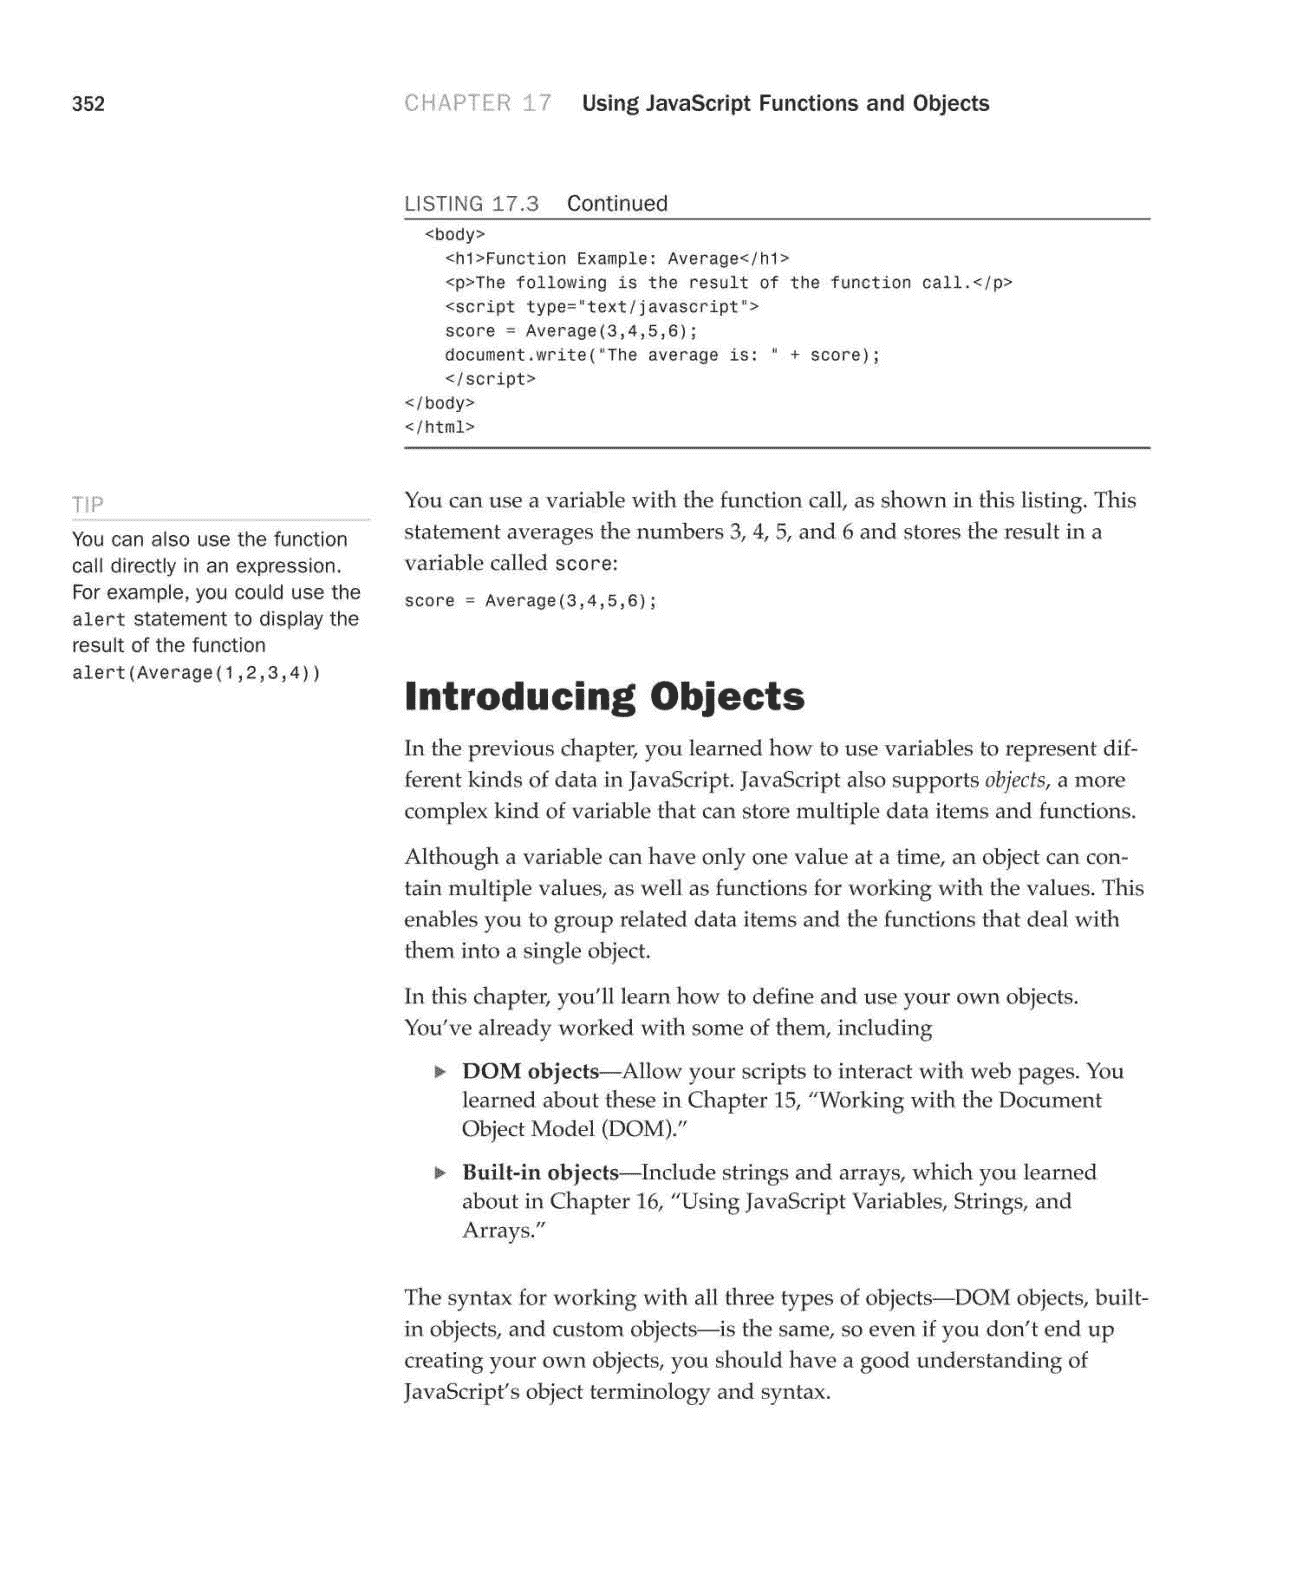 352 CHAPTER 17 Using JavaScript Functions and Objects
LISTING 17.3 Continued
<body>
<h1>Function Example: Average</h1>
<p>The following is the result of the function call.</p>
<script type="text/javascript">
score = Average(3,4,5,6);
document.write("The average is: " + score);
</script>
</body>
</html>
TIP
You can also use the function
call directly in an expression.
For example, you could use the
alert statement to display the
result of the function
alert(Average(1,2,3,4))
You can use a variable with the function call, as shown in this listing. This
statement averages the numbers 3, 4, 5, and 6 and stores the result in a
variable called score:
score = Average(3,4,5,6);
Introducing Objects
In the previous chapter, you learned how to use variables to represent dif-
ferent kinds of data in JavaScript. JavaScript also supports objects, a more
complex kind of variable that can store multiple data items and functions.
Although a variable can have only one value at a time, an object can con-
tain multiple values, as well as functions for working with the values. This
enables you to group related data items and the functions that deal with
them into a single object.
In this chapter, you'll learn how to define and use your own objects.
You've already worked with some of them, including
▶ DOM objects—Allow your scripts to interact with web pages. You
learned about these in Chapter 15, "Working with the Document
Object Model (DOM)."
▶ Built-in objects—Include strings and arrays, which you learned
about in Chapter 16, "Using JavaScript Variables, Strings, and
Arrays."
The syntax for working with all three types of objects—DOM objects, built-
in objects, and custom objects—is the same, so even if you don't end up
creating your own objects, you should have a good understanding of
JavaScript's object terminology and syntax.